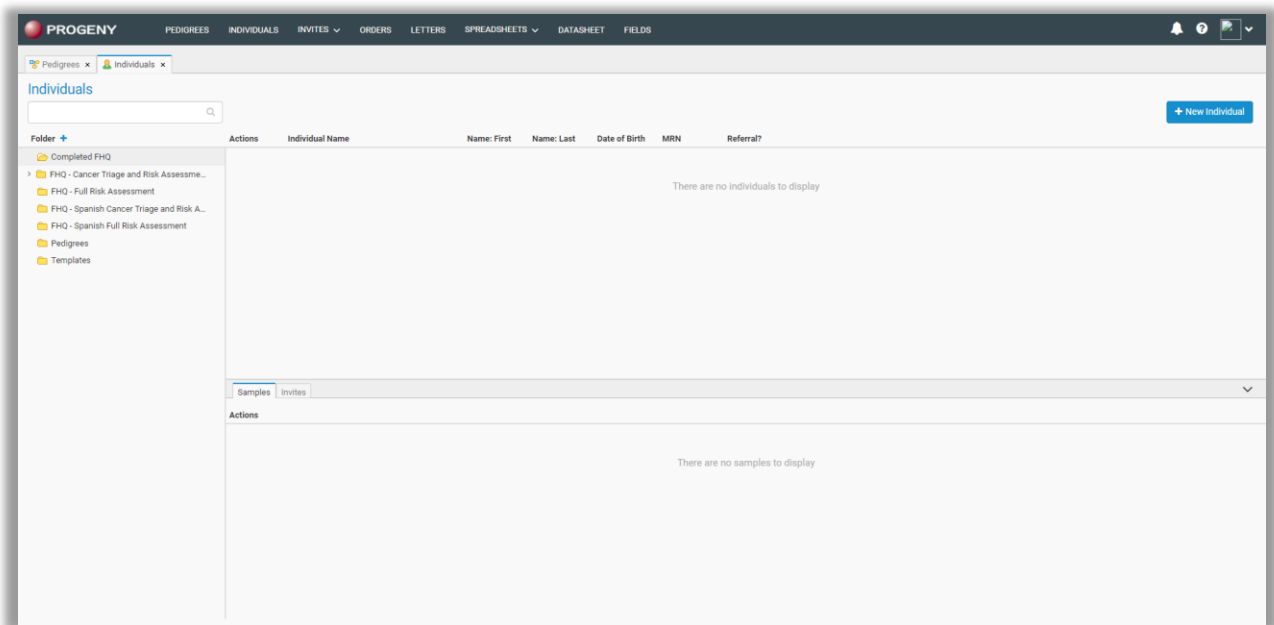 PROGENY PEDIGREES INDIVIDUALS INVITES ORDERS LETTERS SPREADSHEETS DATASHEET FIELDS
Pedigrees x Individuals x
Individuals
+ New Individual
Folder + Actions Individual Name Name: First Name: Last Date of Birth MRN Referral?
Completed FHQ
FHQ - Cancer Triage and Risk Assessme...
There are no individuals to display
FHQ - Full Risk Assessment
FHQ - Spanish Cancer Triage and Risk A...
FHQ - Spanish Full Risk Assessment
Pedigrees
Templates
Samples Invites
Actions
There are no samples to display